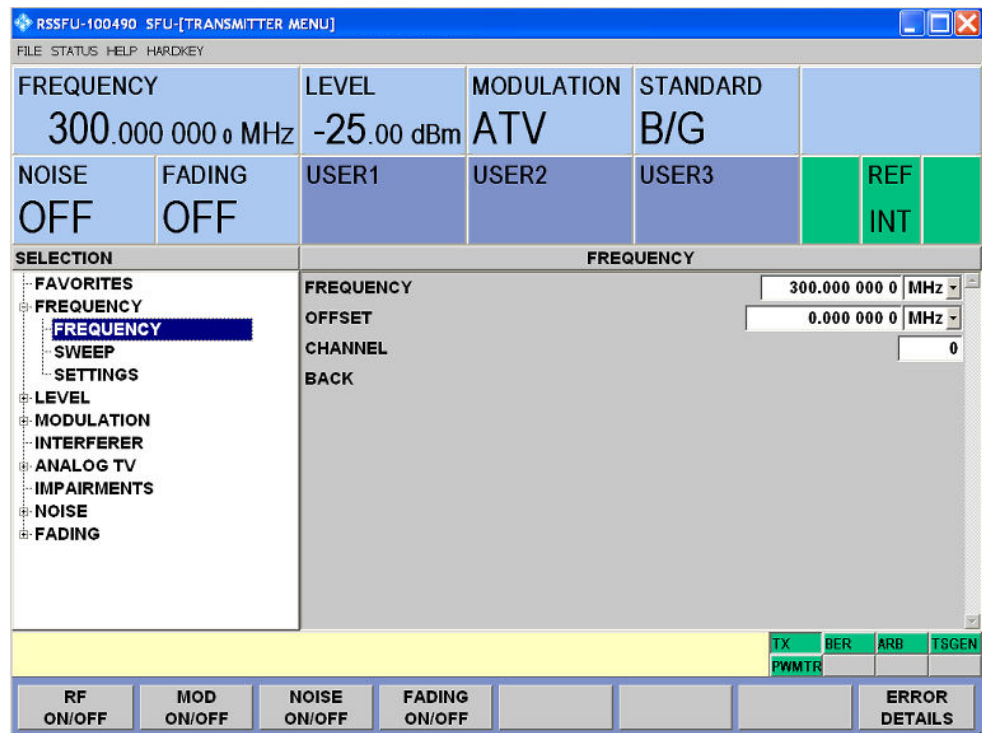 RSSFU-100490 SFU-[TRANSMITTER MENU]
FILE STATUS HELP HARDKEY
FREQUENCY LEVEL MODULATION STANDARD
300.000 000 0 MHz -25.00 dBm ATV B/G
NOISE FADING USER1 USER2 USER3 REF
OFF OFF INT
SELECTION FREQUENCY
FAVORITES
FREQUENCY
FREQUENCY
SWEEP
SETTINGS
LEVEL
MODULATION
INTERFERER
ANALOG TV
IMPAIRMENTS
NOISE
FADING
FREQUENCY 300.000 000 0 MHz
OFFSET 0.000 000 0 MHz
CHANNEL 0
BACK
TX BER ARB TSGEN
PWMTR
RF ON/OFF
MOD ON/OFF
NOISE ON/OFF
FADING ON/OFF
ERROR DETAILS